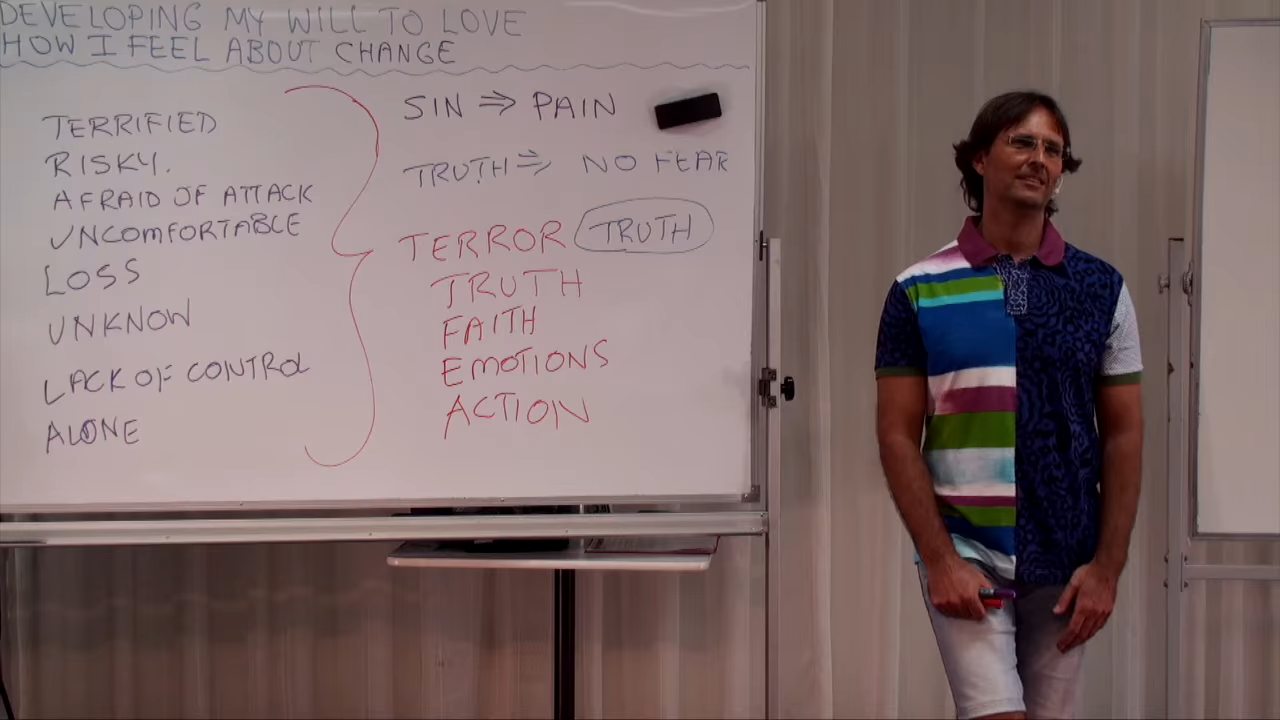 DEVELOPING MY WILL TO LOVE
HOW I FEEL ABOUT CHANGE
TERRIFIED
RISKY.
AFRAID OF ATTACK
UNCOMFORTABLE
LOSS
UNKNOW
LACK OF CONTROL
ALONE
SIN ⇒ PAIN
TRUTH ⇒ NO FEAR
TERROR TRUTH
TRUTH
FAITH
EMOTIONS
ACTION